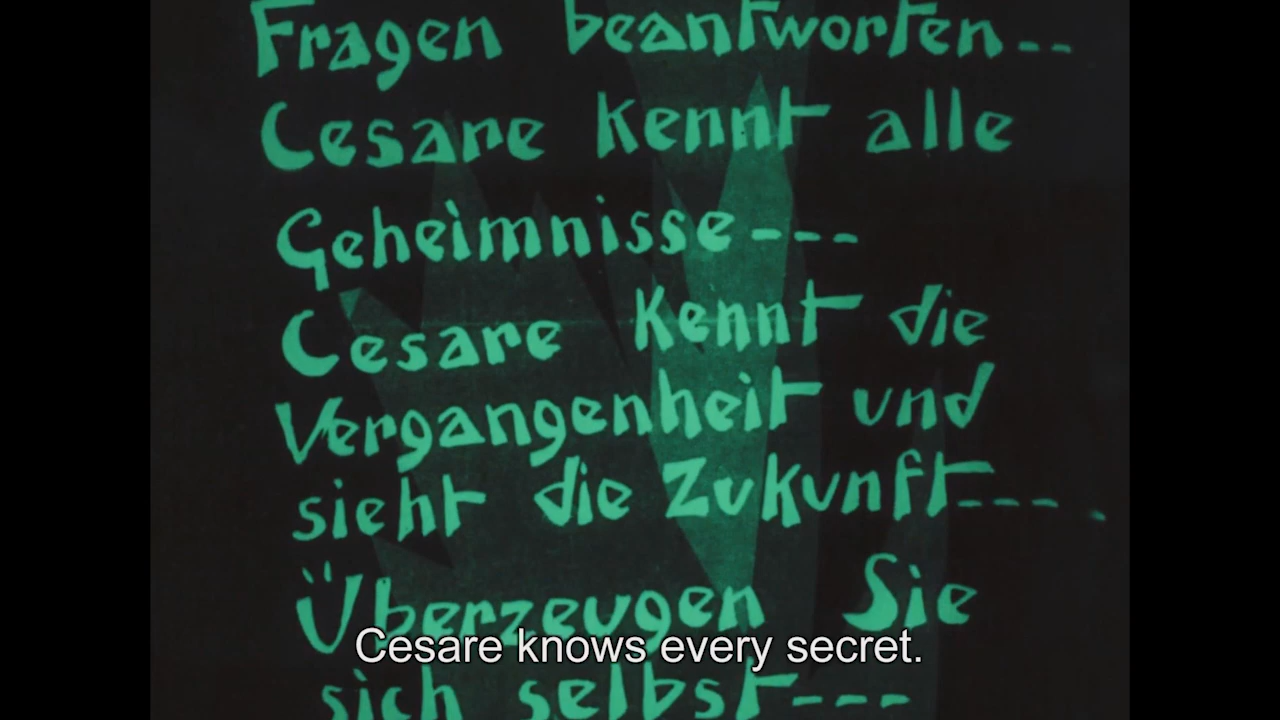 Fragen beantworten--
Cesare kennt alle
Geheimnisse---
Cesare kennt die
Vergangenheit und
sieht die Zukunft---
Überzeugen Sie
Cesare knows every secret.
sich selbst---